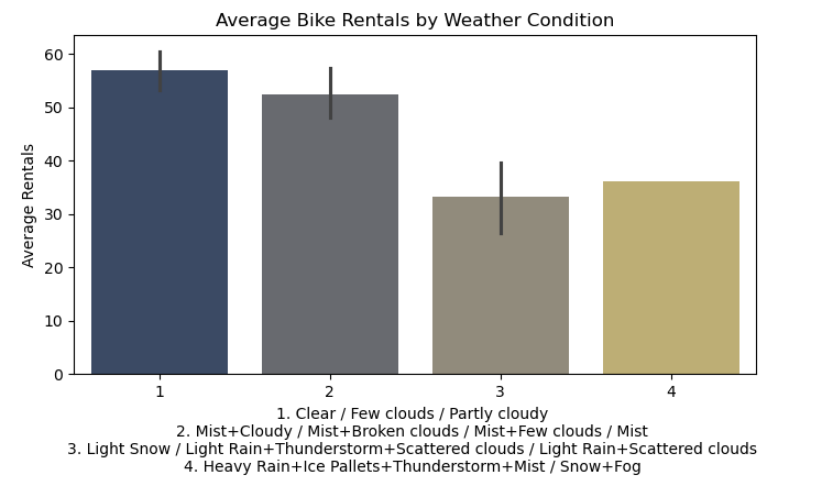 Average Bike Rentals by Weather Condition
60
50
40
30
20
10
0
Average Rentals
1 2 3 4
1. Clear / Few clouds / Partly cloudy
2. Mist+Cloudy / Mist+Broken clouds / Mist+Few clouds / Mist
3. Light Snow / Light Rain+Thunderstorm+Scattered clouds / Light Rain+Scattered clouds
4. Heavy Rain+Ice Pallets+Thunderstorm+Mist / Snow+Fog